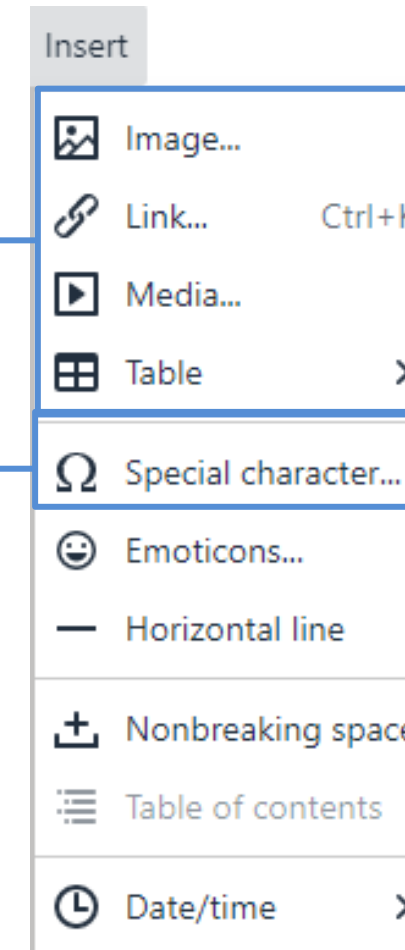 Insert
Image...
Link... Ctrl+K
Media...
Table
Special character...
Emoticons...
Horizontal line
Nonbreaking space
Table of contents
Date/time